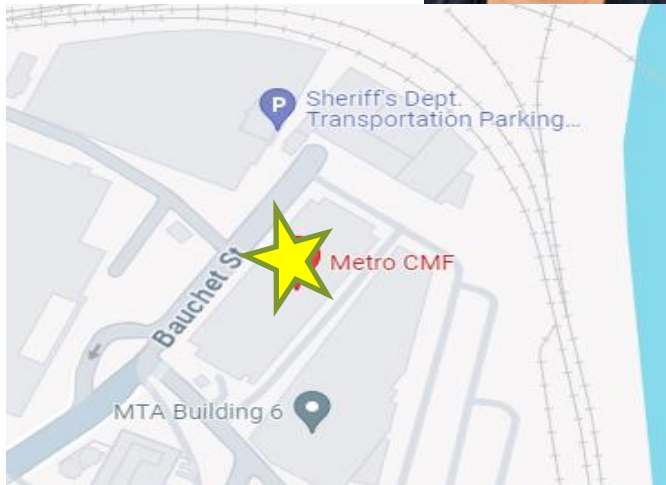 P
Sheriff's Dept.
Transportation Parking...
Metro CMF
Bauchet St
MTA Building 6